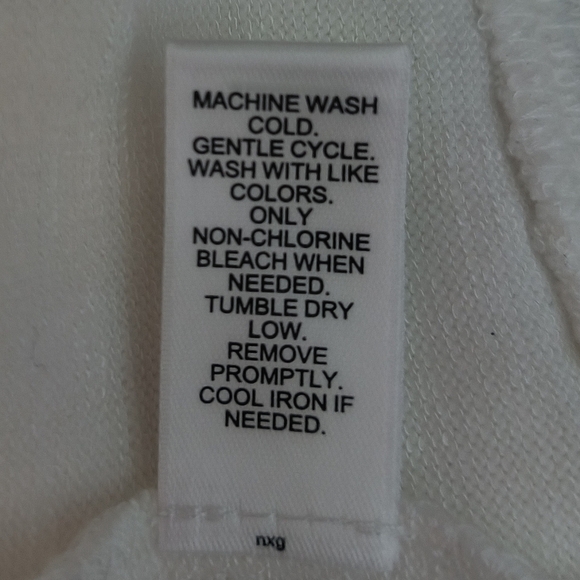 MACHINE WASH
COLD.
GENTLE CYCLE.
WASH WITH LIKE
COLORS.
ONLY
NON-CHLORINE
BLEACH WHEN
NEEDED.
TUMBLE DRY
LOW.
REMOVE
PROMPTLY.
COOL IRON IF
NEEDED.
nxg